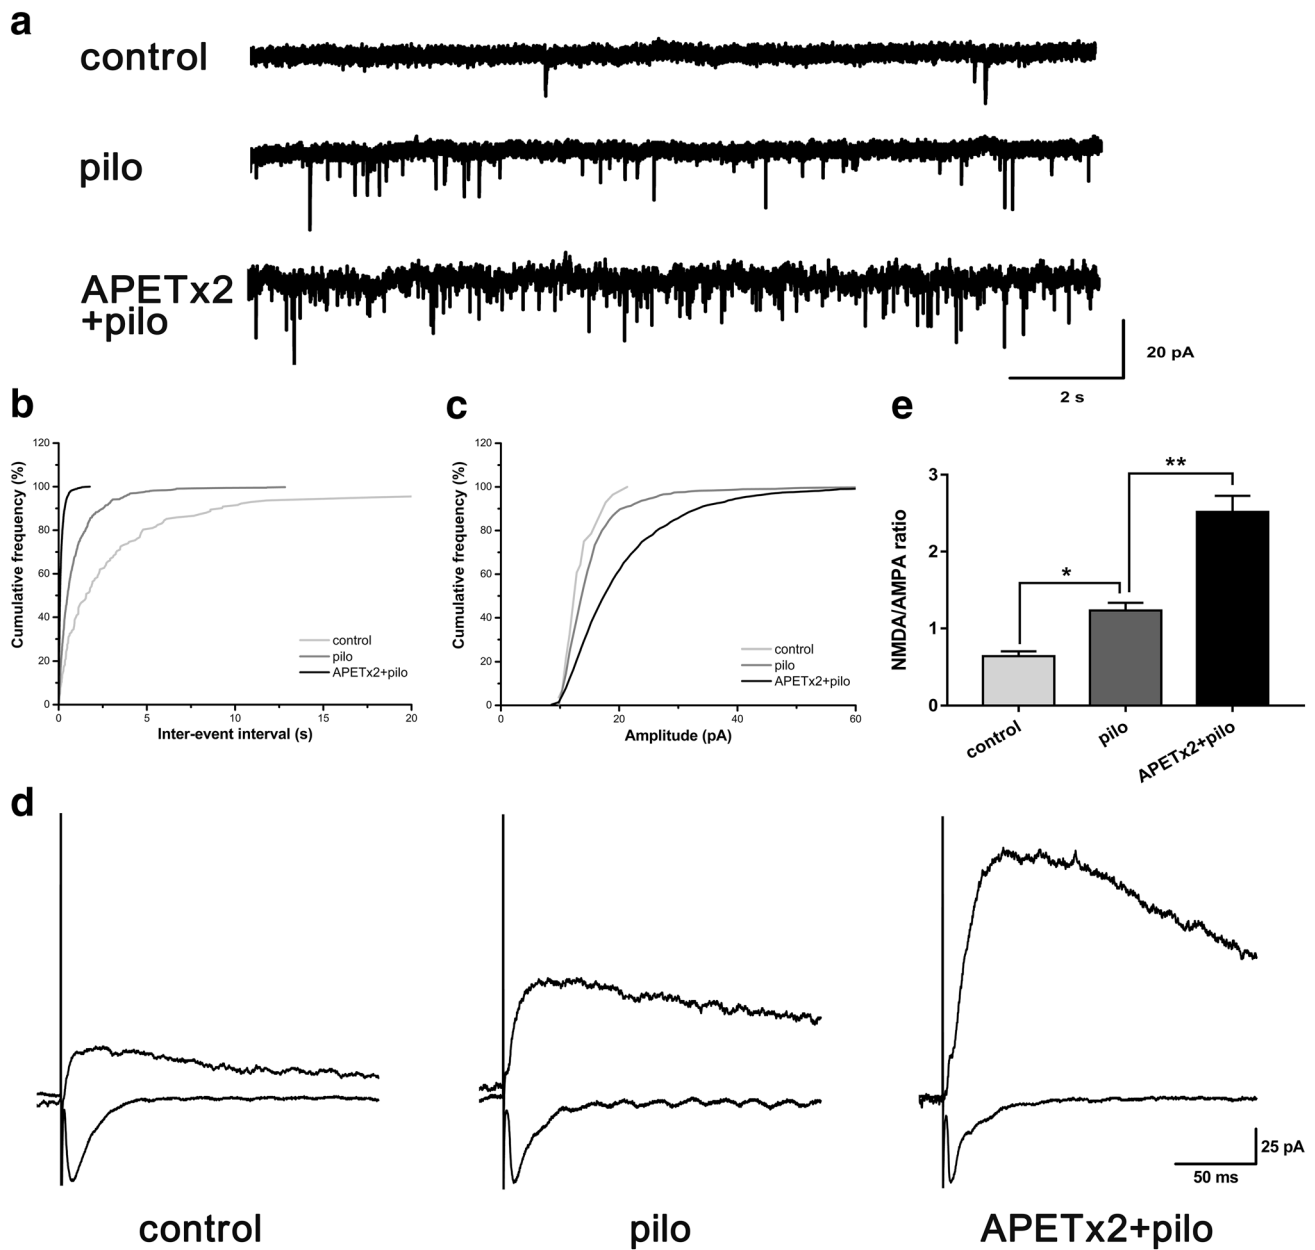 a
control
pilo
APETx2
+pilo
20 pA
2 s
b
Cumulative frequency (%)
120
100
80
60
40
20
0
0
5
10
15
20
Inter-event interval (s)
control
pilo
APETx2+pilo
c
Cumulative frequency (%)
120
100
80
60
40
20
0
0
20
40
60
Amplitude (pA)
control
pilo
APETx2+pilo
e
NMDA/AMPA ratio
3
2
1
0
*
**
control
pilo
APETx2+pilo
d
25 pA
50 ms
control
pilo
APETx2+pilo